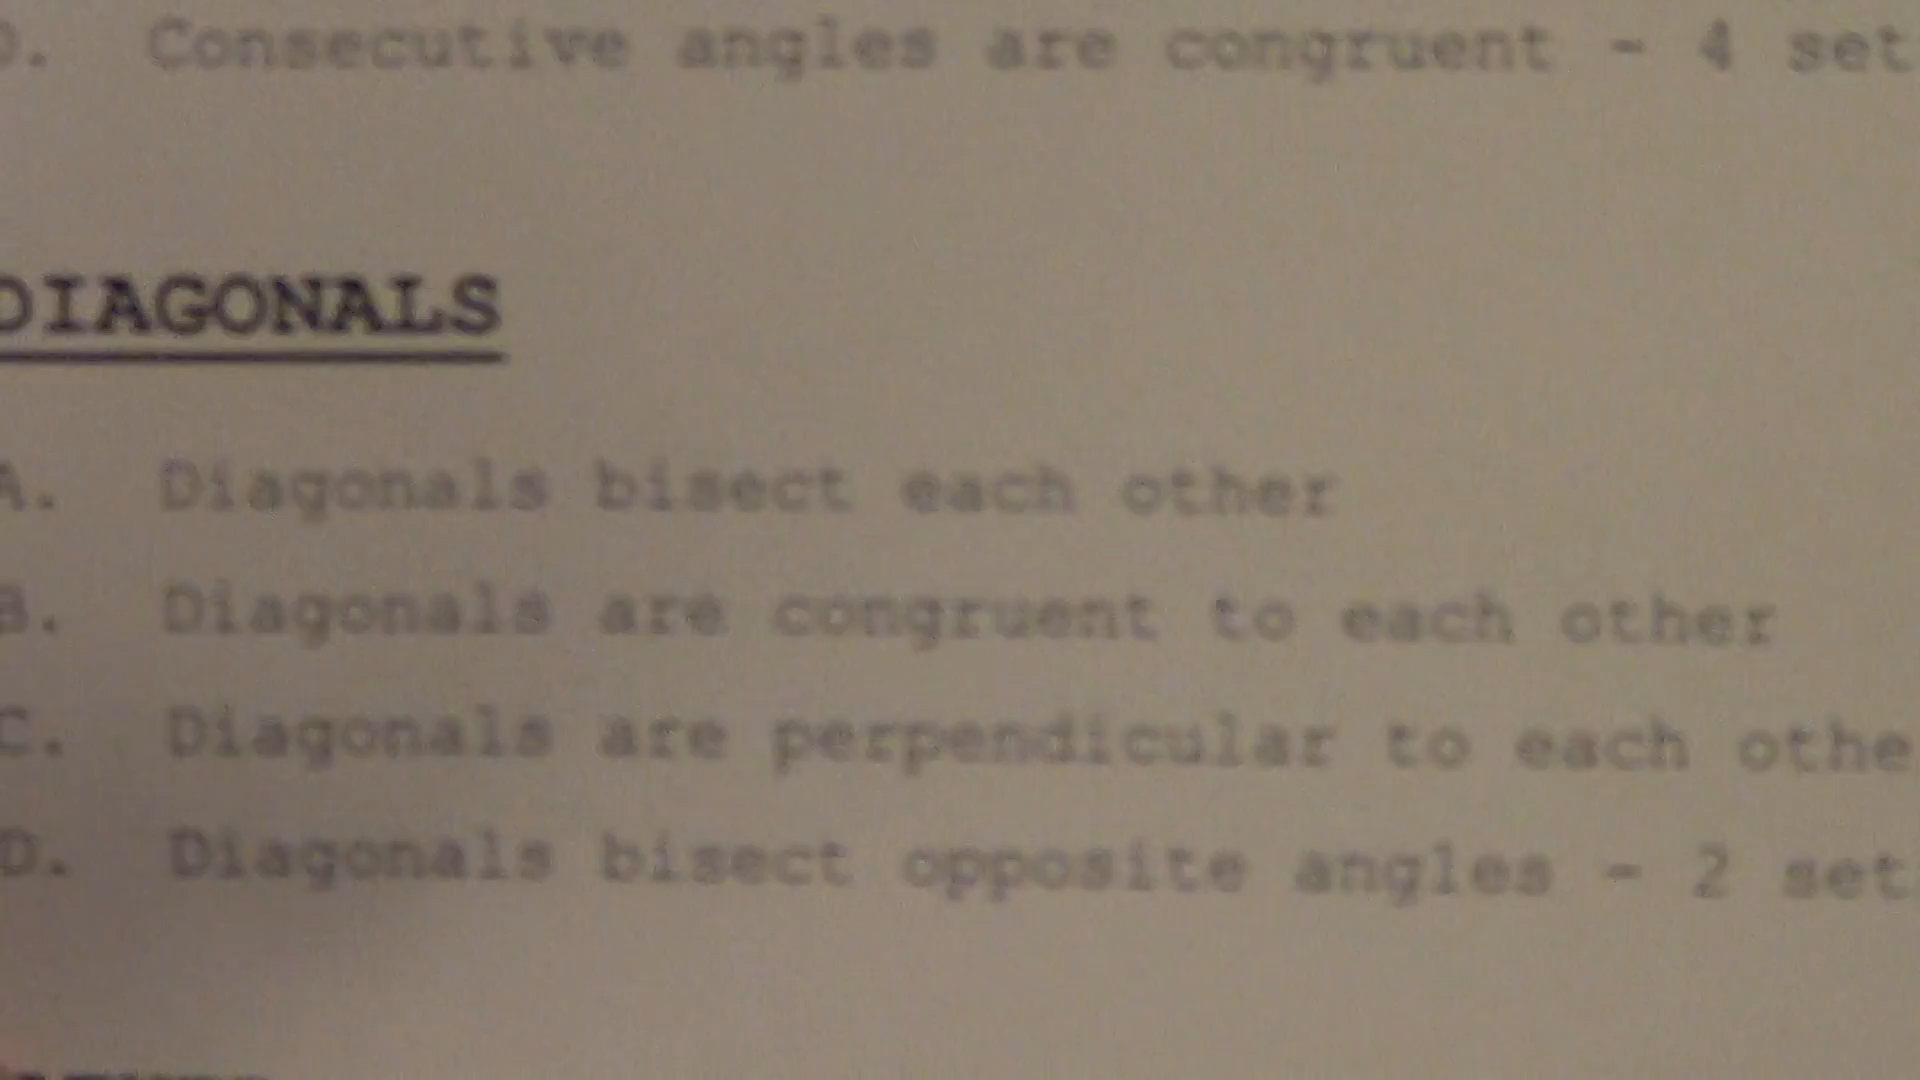 D. Consecutive angles are congruent - 4 set
DIAGONALS
A. Diagonals bisect each other
B. Diagonals are congruent to each other
C. Diagonals are perpendicular to each othe
D. Diagonals bisect opposite angles - 2 set